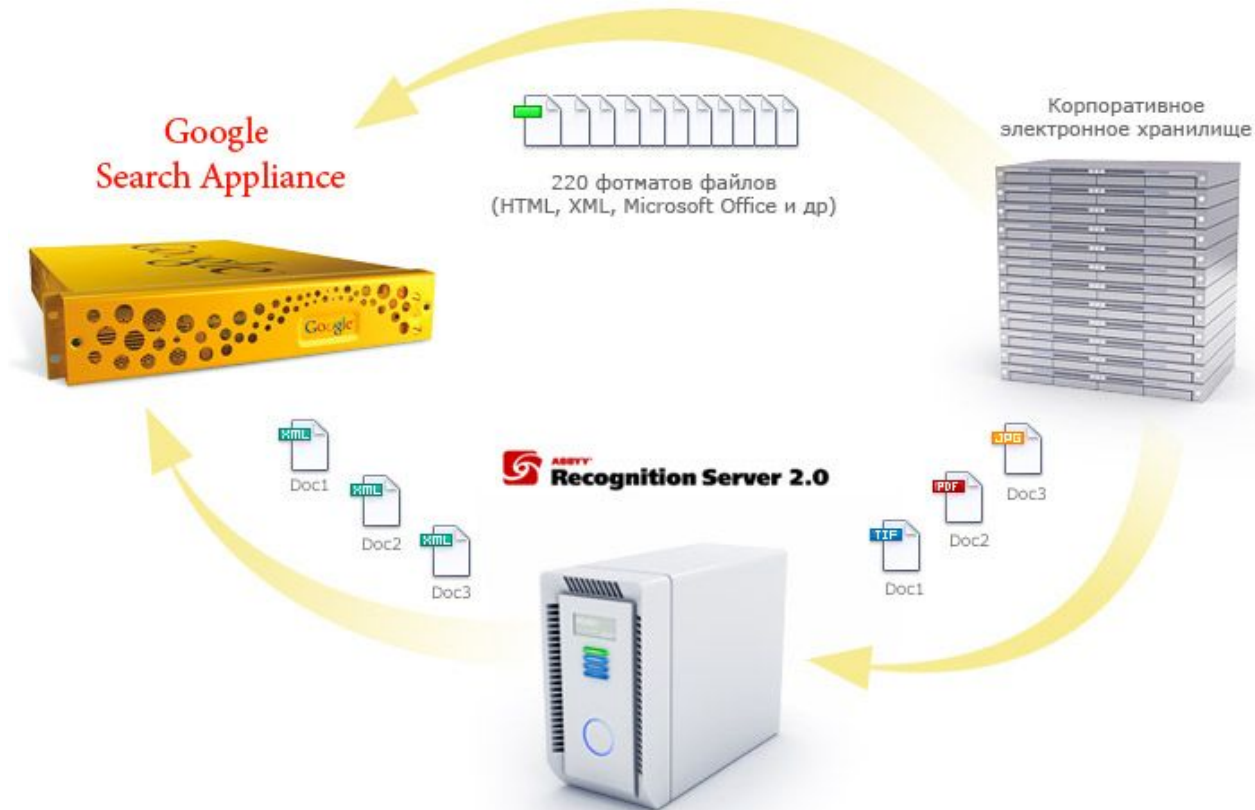 Google
Search Appliance
220 фотматов файлов
(HTML, XML, Microsoft Office и др)
Корпоративное
электронное хранилище
Google
Google
XML
Doc1
XML
Doc2
XML
Doc3
ABBYY
Recognition Server 2.0
JPG
Doc3
PDF
Doc2
TIF
Doc1